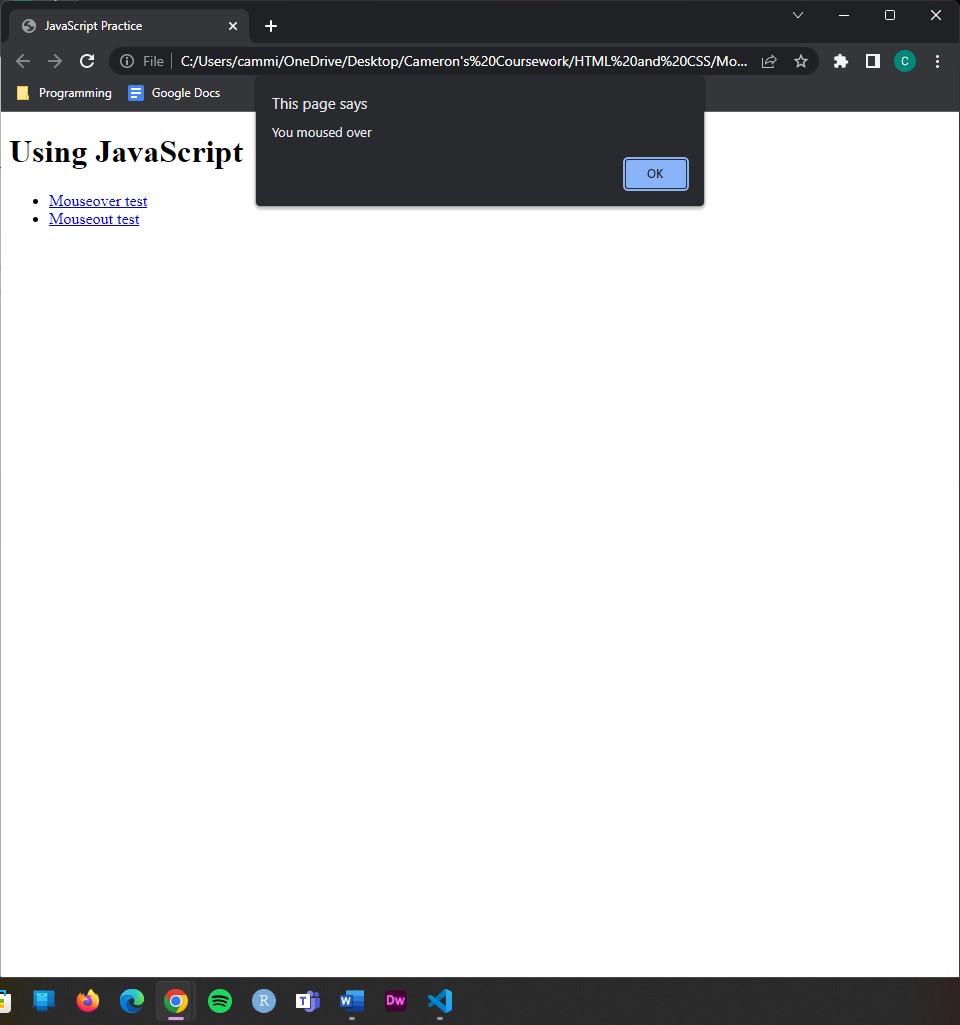 JavaScript Practice
File
C:/Users/cammi/OneDrive/Desktop/Cameron's%20Coursework/HTML%20and%20CSS/Mo...
C
Programming
Google Docs
This page says
You moused over
OK
Using JavaScript
Mouseover test
Mouseout test
R
T
W
Dw